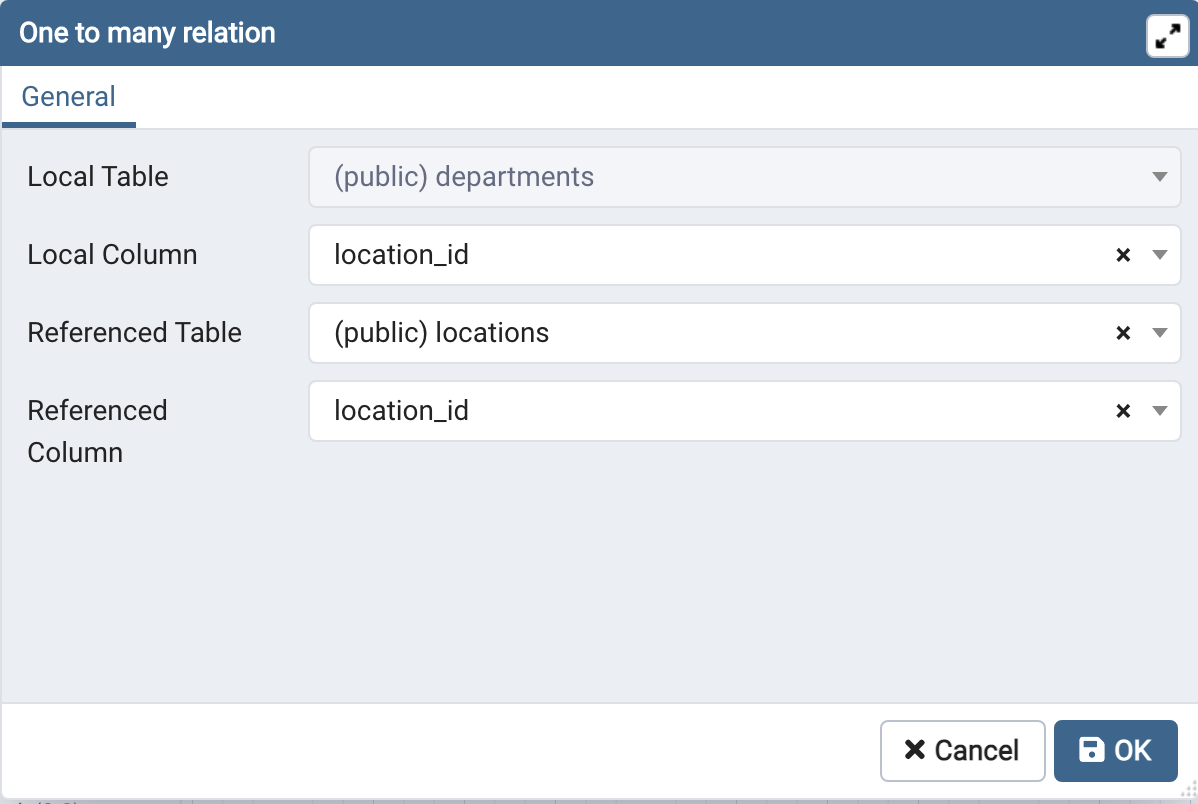 One to many relation
General
Local Table
(public) departments
Local Column
location_id
Referenced Table
(public) locations
Referenced
Column
location_id
Cancel
OK